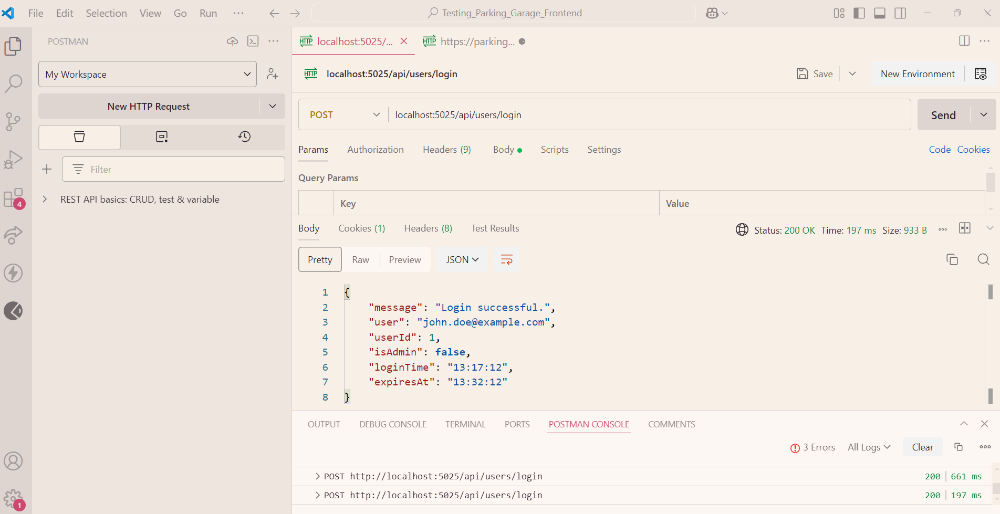 File Edit Selection View Go Run ···
Testing_Parking_Garage_Frontend
POSTMAN
My Workspace
New HTTP Request
Filter
REST API basics: CRUD, test & variable
4
1
HTTP localhost:5025/...
HTTP https://parking...
HTTP localhost:5025/api/users/login
Save
New Environment
POST localhost:5025/api/users/login
Send
Params Authorization Headers (9) Body Scripts Settings Code Cookies
Query Params
Key Value
Body Cookies (1) Headers (8) Test Results Status: 200 OK Time: 197 ms Size: 933 B
Pretty Raw Preview JSON
1 {
2 "message": "Login successful.",
3 "user": "john.doe@example.com",
4 "userId": 1,
5 "isAdmin": false,
6 "loginTime": "13:17:12",
7 "expiresAt": "13:32:12"
8 }
OUTPUT DEBUG CONSOLE TERMINAL PORTS POSTMAN CONSOLE COMMENTS
3 Errors All Logs Clear
POST http://localhost:5025/api/users/login 200 661 ms
POST http://localhost:5025/api/users/login 200 197 ms